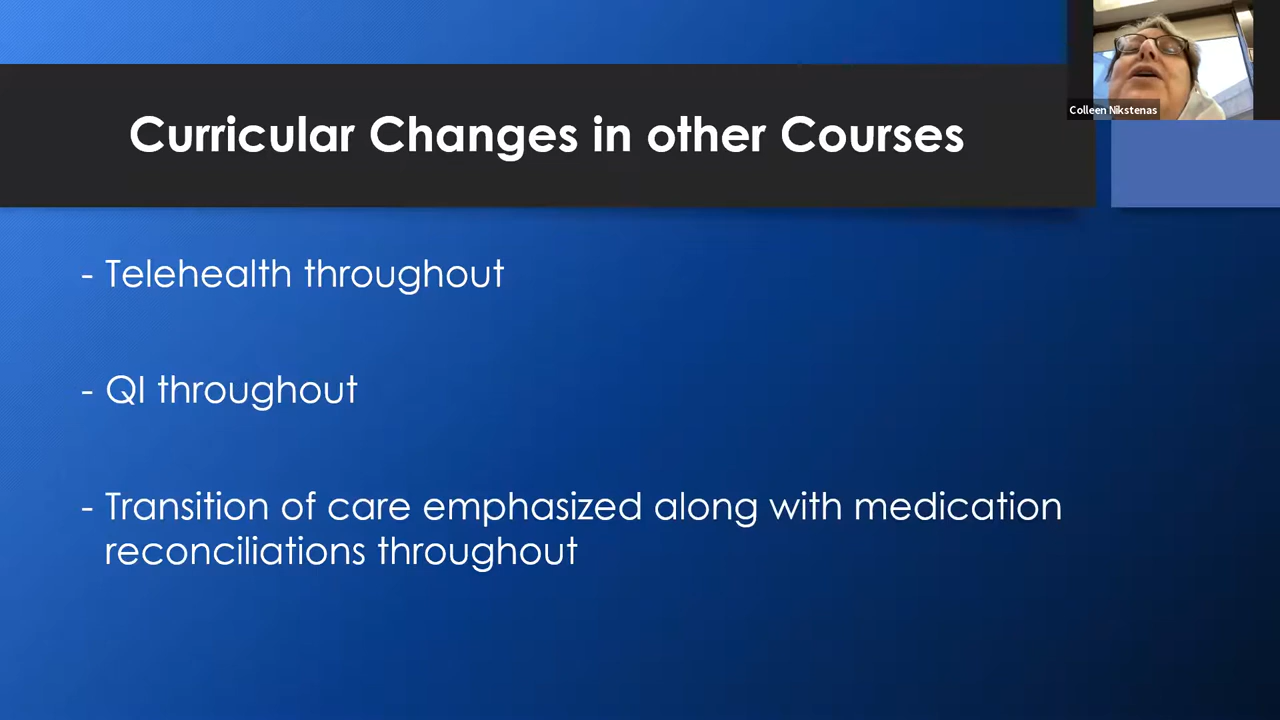 Colleen Nikstenas
Curricular Changes in other Courses
- Telehealth throughout
- QI throughout
- Transition of care emphasized along with medication
reconciliations throughout